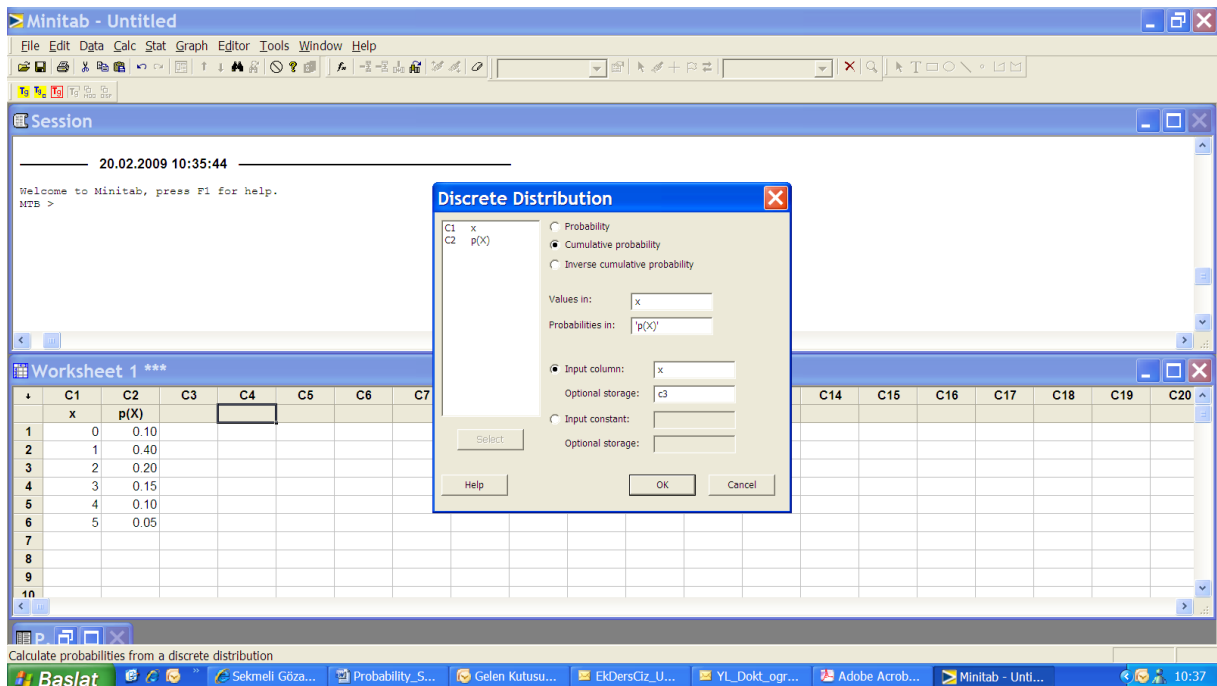 Minitab - Untitled
File Edit Data Calc Stat Graph Editor Tools Window Help
Session
20.02.2009 10:35:44
Welcome to Minitab, press F1 for help.
MTB >
Discrete Distribution
C1 x
C2 p(X)
Probability
Cumulative probability
Inverse cumulative probability
Values in: x
Probabilities in: 'p(X)'
Input column: x
Optional storage: c3
Input constant:
Optional storage:
Select
Help OK Cancel
Worksheet 1 ***
C1 C2 C3 C4 C5 C6 C7 C14 C15 C16 C17 C18 C19 C20
x p(X)
1 0 0.10
2 1 0.40
3 2 0.20
4 3 0.15
5 4 0.10
6 5 0.05
7
8
9
10
P...
Calculate probabilities from a discrete distribution
Başlat Sekmeli Göza... Probability_S... Gelen Kutusu... EkDersCiz_U... YL_Dokt_ogr... Adobe Acrob... Minitab - Unti... 10:37